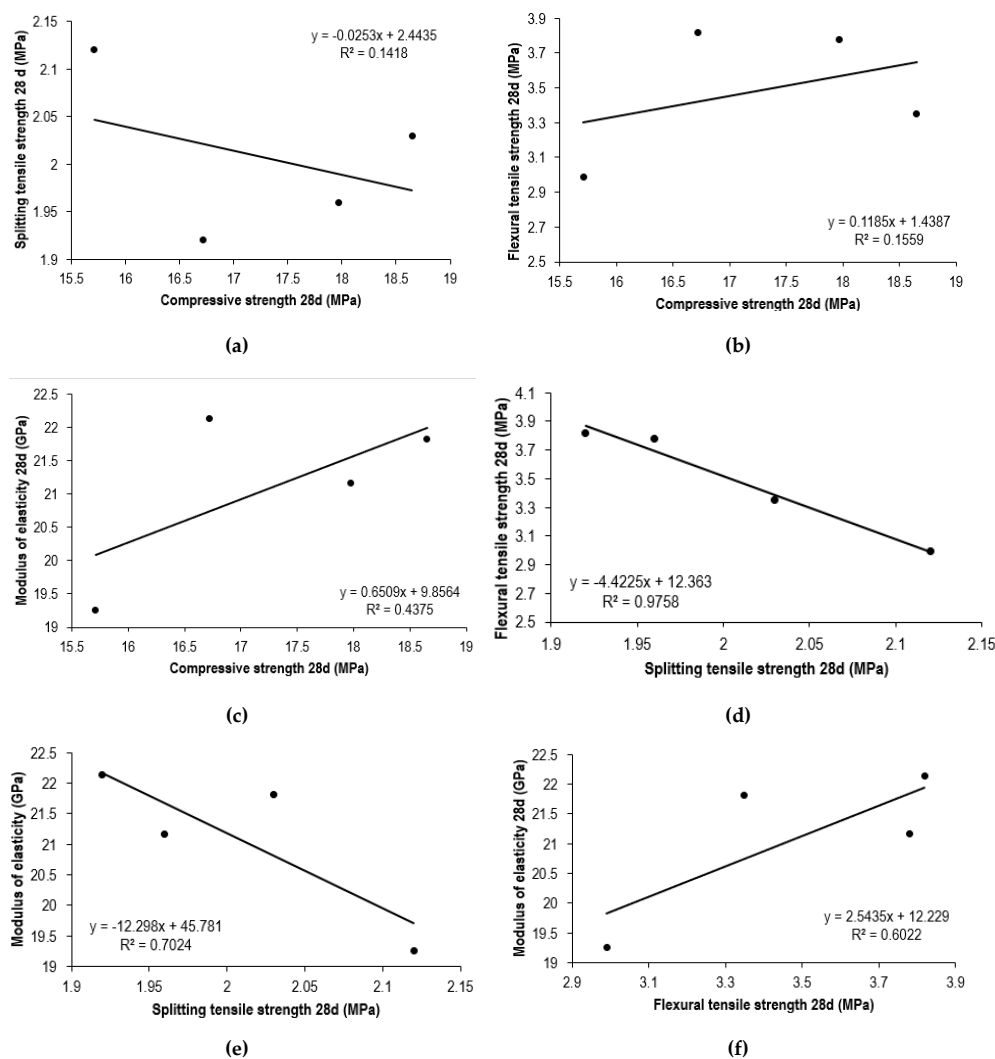 2.15
2.1
2.05
2
1.95
1.9
15.5
16
16.5
17
17.5
18
18.5
19
Splitting tensile strength 28 d (MPa)
Compressive strength 28d (MPa)
y = -0.0253x + 2.4435
R² = 0.1418
(a)
3.9
3.7
3.5
3.3
3.1
2.9
2.7
2.5
15.5
16
16.5
17
17.5
18
18.5
19
Flexural tensile strength 28d (MPa)
Compressive strength 28d (MPa)
y = 0.1185x + 1.4387
R² = 0.1559
(b)
22.5
22
21.5
21
20.5
20
19.5
19
15.5
16
16.5
17
17.5
18
18.5
19
Modulus of elasticity 28d (GPa)
Compressive strength 28d (MPa)
y = 0.6509x + 9.8564
R² = 0.4375
(c)
4.1
3.9
3.7
3.5
3.3
3.1
2.9
2.7
2.5
1.9
1.95
2
2.05
2.1
2.15
Flexural tensile strength 28d (MPa)
Splitting tensile strength 28d (MPa)
y = -4.4225x + 12.363
R² = 0.9758
(d)
22.5
22
21.5
21
20.5
20
19.5
19
1.9
1.95
2
2.05
2.1
2.15
Modulus of elasticity (GPa)
Splitting tensile strength 28d (MPa)
y = -12.298x + 45.781
R² = 0.7024
(e)
22.5
22
21.5
21
20.5
20
19.5
19
2.9
3.1
3.3
3.5
3.7
3.9
Modulus of elasticity 28d (GPa)
Flexural tensile strength 28d (MPa)
y = 2.5435x + 12.229
R² = 0.6022
(f)